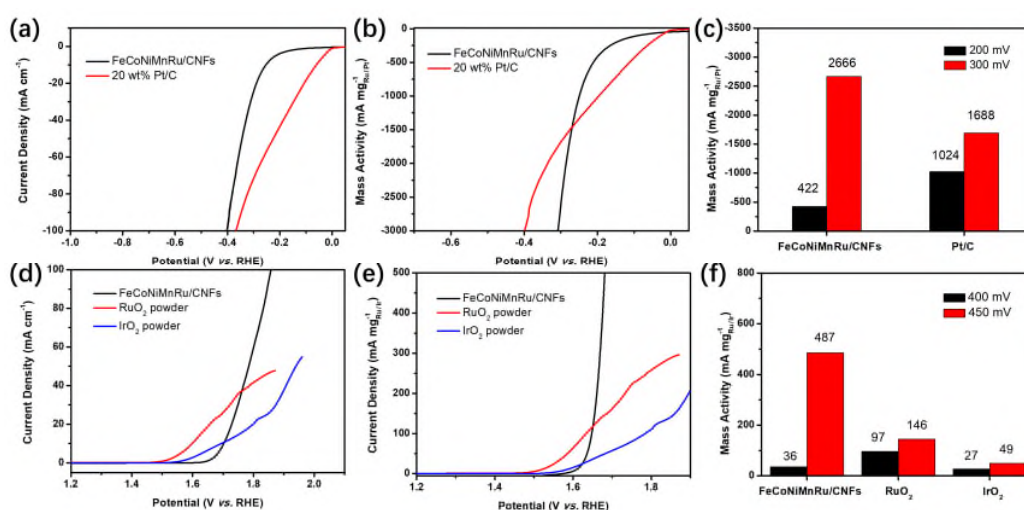 (a)
FeCoNiMnRu/CNFs
20 wt% Pt/C
Current Density (mA cm⁻¹)
0
-20
-40
-60
-80
-100
-1.0 -0.8 -0.6 -0.4 -0.2 0.0
Potential (V vs. RHE)
(b)
FeCoNiMnRu/CNFs
20 wt% Pt/C
Mass Activity (mA mg⁻¹Ru/Pt)
0
-500
-1000
-1500
-2000
-2500
-3000
-0.6 -0.4 -0.2 0.0
Potential (V vs. RHE)
(c)
200 mV
300 mV
Mass Activity (mA mg⁻¹Ru/Pt)
-3500
-3000
-2500
-2000
-1500
-1000
-500
422
2666
1024
1688
FeCoNiMnRu/CNFs Pt/C
(d)
FeCoNiMnRu/CNFs
RuO₂ powder
IrO₂ powder
Current Density (mA cm⁻¹)
100
80
60
40
20
0
1.2 1.4 1.6 1.8 2.0
Potential (V vs. RHE)
(e)
FeCoNiMnRu/CNFs
RuO₂ powder
IrO₂ powder
Current Density (mA mg⁻¹Ru/Ir)
500
400
300
200
100
0
1.2 1.4 1.6 1.8
Potential (V vs. RHE)
(f)
400 mV
450 mV
Mass Activity (mA mg⁻¹Ru/Ir)
800
600
400
200
0
36
487
97
146
27
49
FeCoNiMnRu/CNFs RuO₂ IrO₂